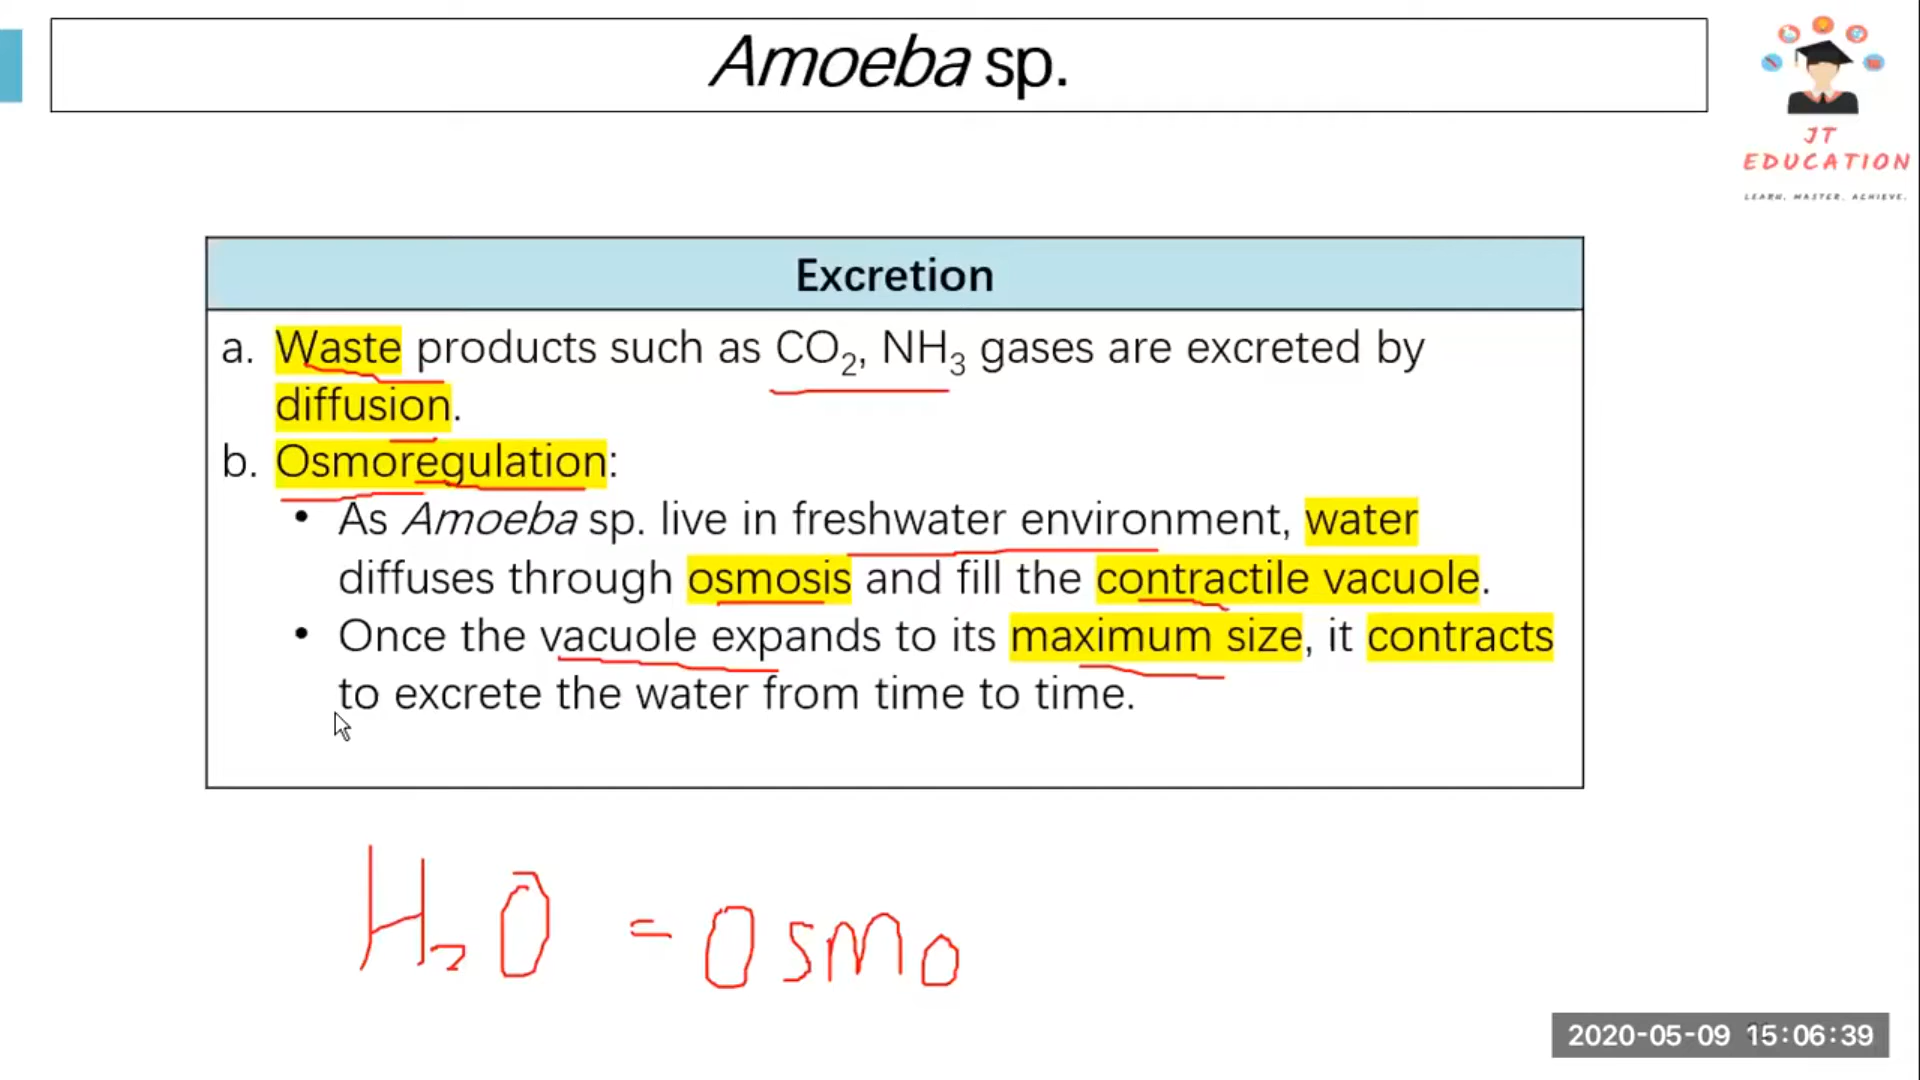 Amoeba sp.
JT
EDUCATION
LEARN. MASTER. ACHIEVE.
Excretion
a. Waste products such as CO₂, NH₃ gases are excreted by
diffusion.
b. Osmoregulation:
• As Amoeba sp. live in freshwater environment, water
diffuses through osmosis and fill the contractile vacuole.
• Once the vacuole expands to its maximum size, it contracts
to excrete the water from time to time.
H₂O = Osmo
2020-05-09 15:06:39